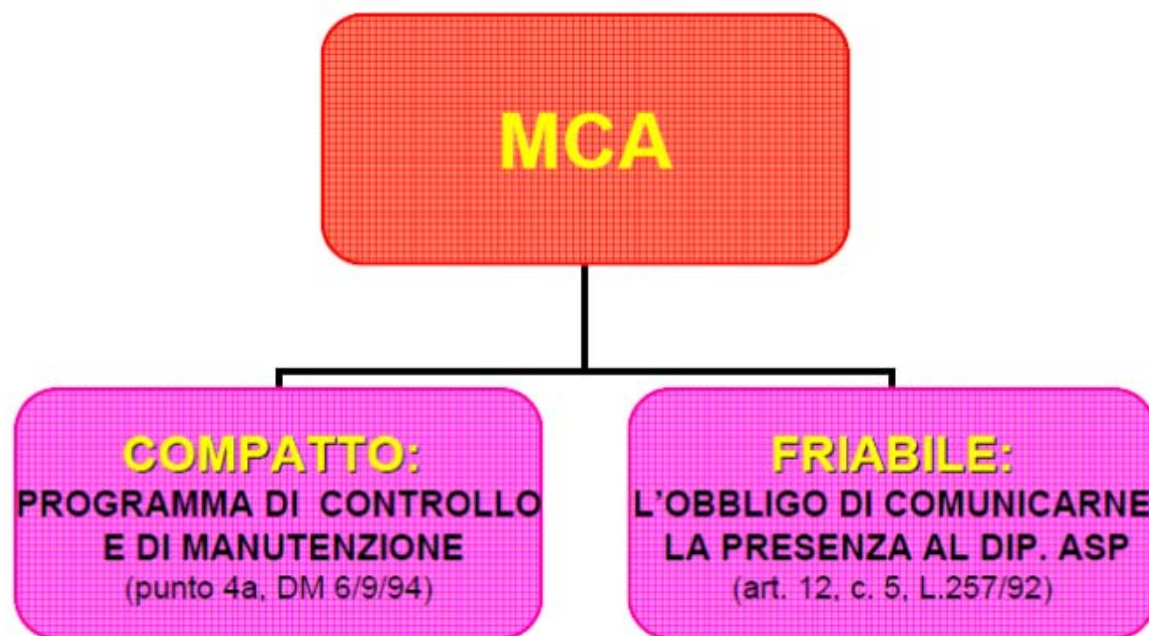 MCA
COMPATTO:
PROGRAMMA DI CONTROLLO
E DI MANUTENZIONE
(punto 4a, DM 6/9/94)
FRIABILE:
L'OBBLIGO DI COMUNICARNE
LA PRESENZA AL DIP. ASP
(art. 12, c. 5, L.257/92)